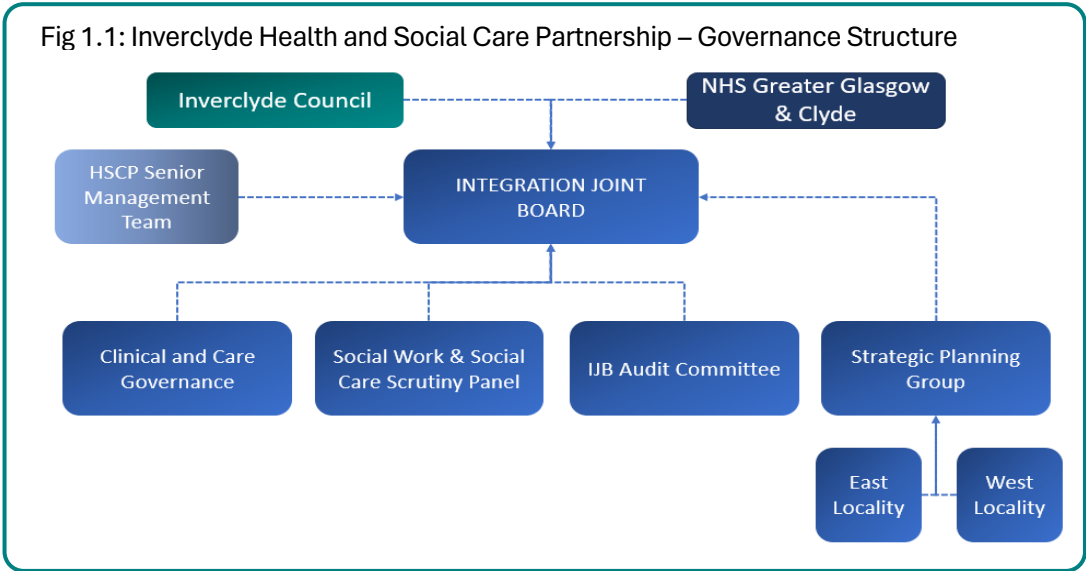 Fig 1.1: Inverclyde Health and Social Care Partnership – Governance Structure
Inverclyde Council
NHS Greater Glasgow
& Clyde
HSCP Senior
Management
Team
INTEGRATION JOINT
BOARD
Clinical and Care
Governance
Social Work & Social
Care Scrutiny Panel
IJB Audit Committee
Strategic Planning
Group
East
Locality
West
Locality